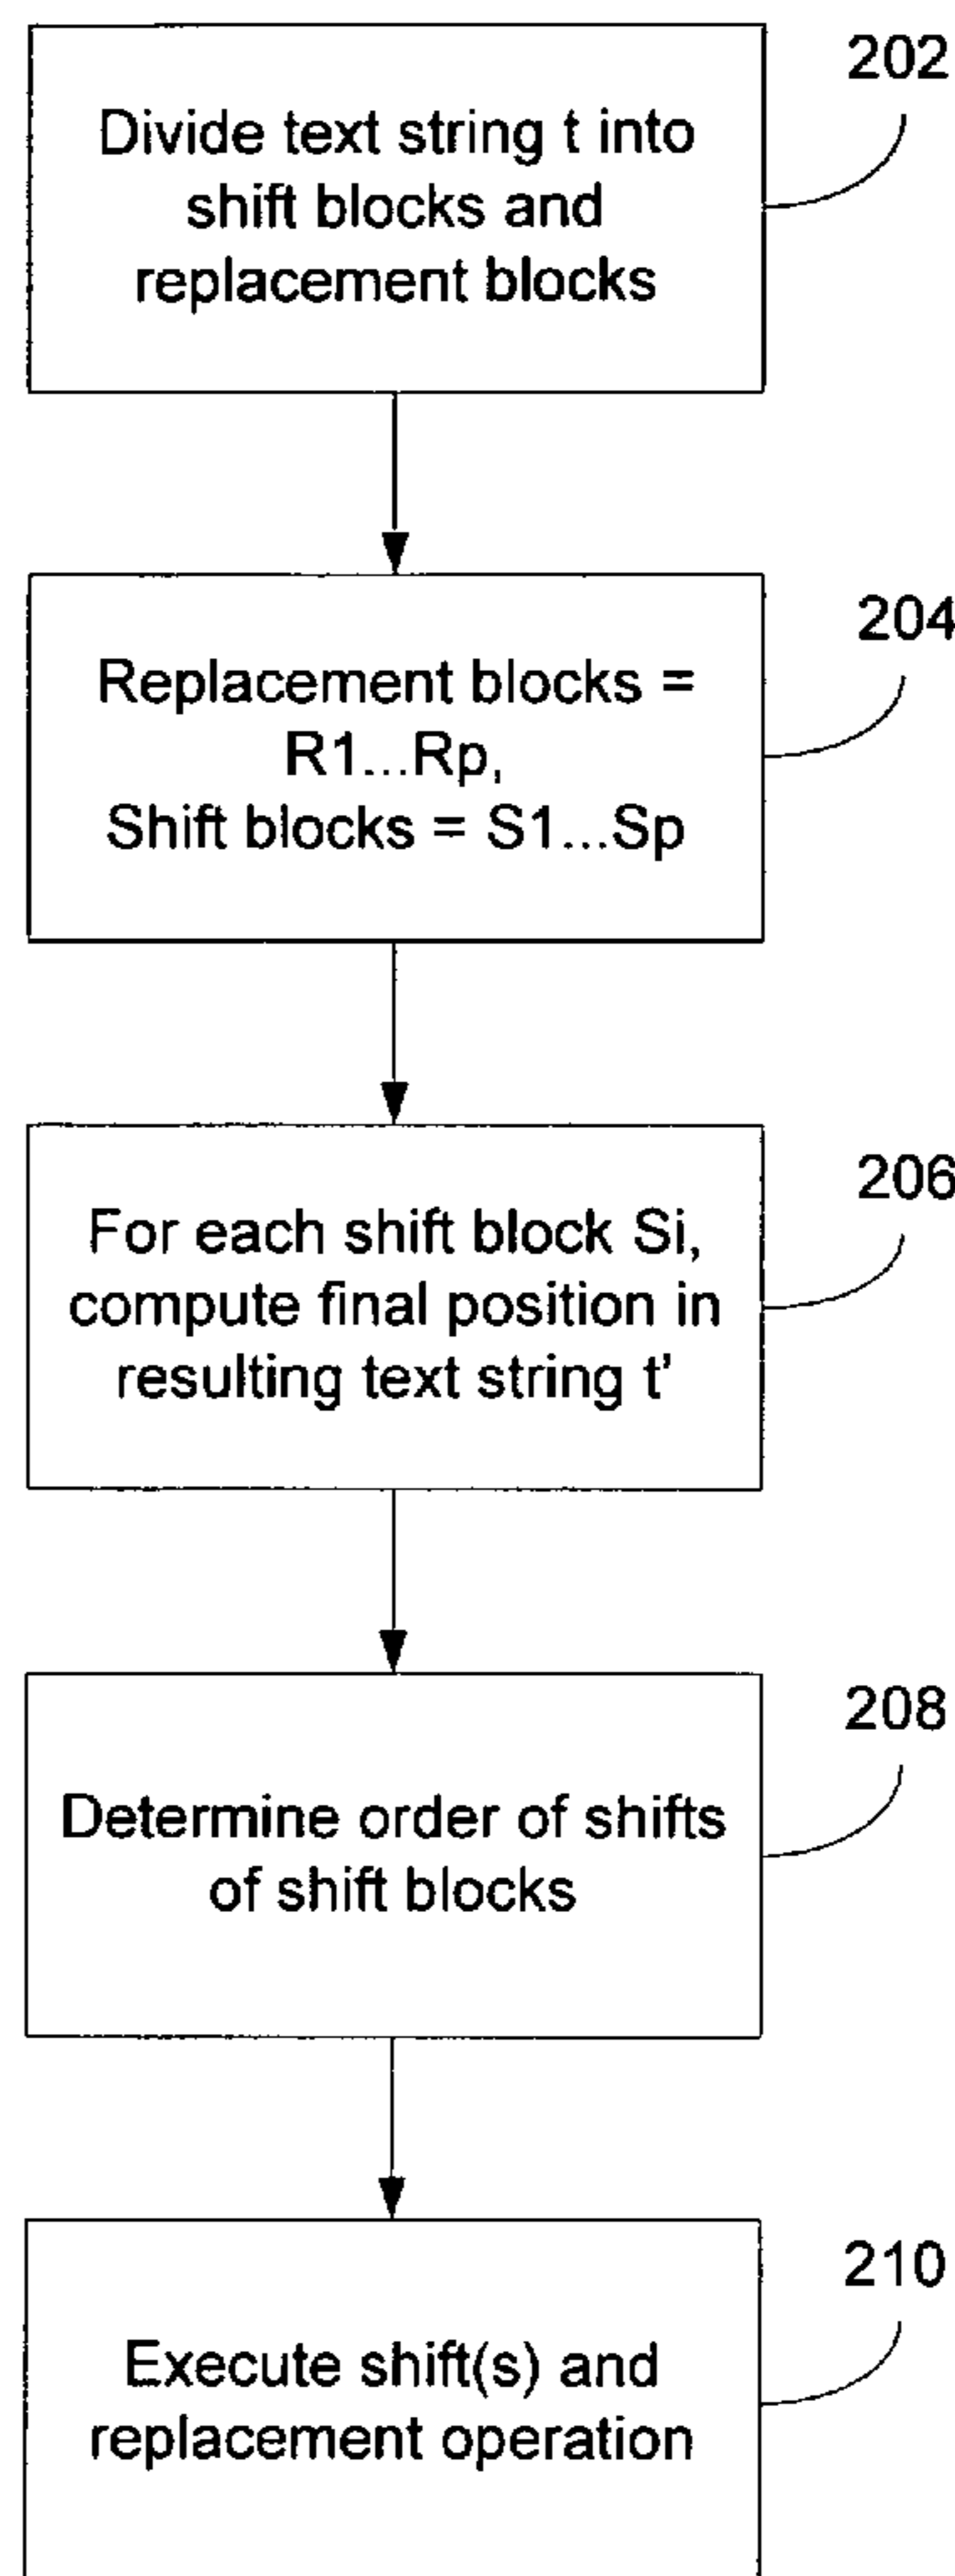 202
Divide text string t into
shift blocks and
replacement blocks
204
Replacement blocks =
R1...Rp,
Shift blocks = S1...Sp
206
For each shift block Si,
compute final position in
resulting text string t'
208
Determine order of shifts
of shift blocks
210
Execute shift(s) and
replacement operation